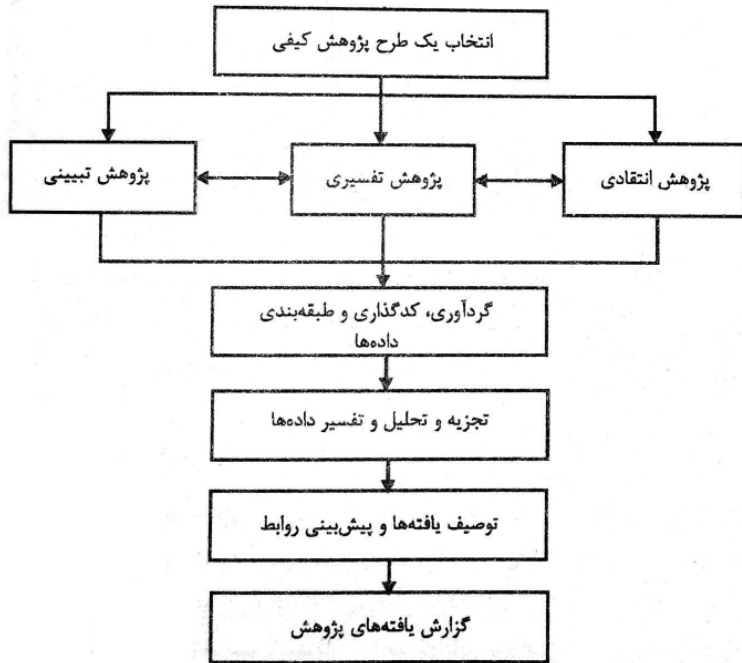 انتخاب یک طرح پژوهش کیفی
پژوهش انتقادی
پژوهش تفسیری
پژوهش تبیینی
گردآوری، کدگذاری و طبقه‌بندی
داده‌ها
تجزیه و تحلیل و تفسیر داده‌ها
توصیف یافته‌ها و پیش‌بینی روابط
گزارش یافته‌های پژوهش